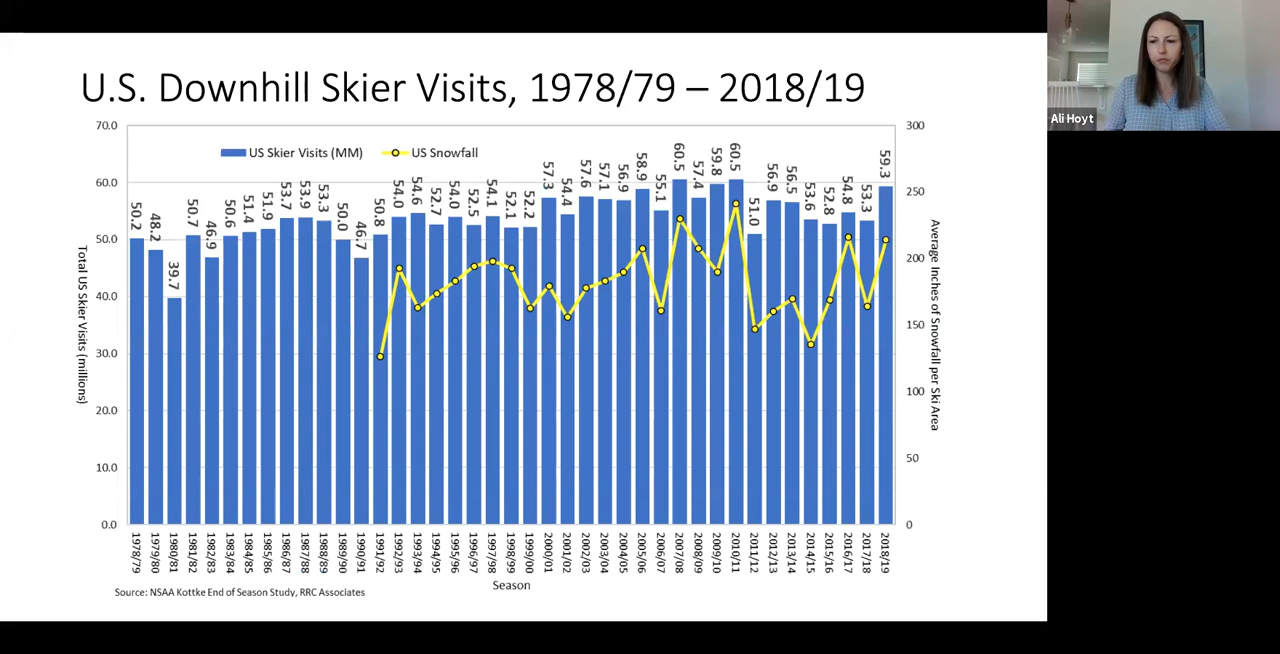 Ali Hoyt
U.S. Downhill Skier Visits, 1978/79 – 2018/19
US Skier Visits (MM) US Snowfall
Total US Skier Visits (millions)
70.0
60.0
50.0
40.0
30.0
20.0
10.0
0.0
50.2 48.2 39.7 50.7 46.9 50.6 51.4 51.9 53.7 53.9 53.3 50.0 46.7 50.8 54.0 54.6 52.7 54.0 52.5 54.1 52.1 52.2 57.3 54.4 57.6 57.1 56.9 58.9 55.1 60.5 57.4 59.8 60.5 51.0 56.9 56.5 53.6 52.8 54.8 53.3 59.3
300
250
200
150
100
50
0
Average Inches of Snowfall per Ski Area
1978/79 1979/80 1980/81 1981/82 1982/83 1983/84 1984/85 1985/86 1986/87 1987/88 1988/89 1989/90 1990/91 1991/92 1992/93 1993/94 1994/95 1995/96 1996/97 1997/98 1998/99 1999/00 2000/01 2001/02 2002/03 2003/04 2004/05 2005/06 2006/07 2007/08 2008/09 2009/10 2010/11 2011/12 2012/13 2013/14 2014/15 2015/16 2016/17 2017/18 2018/19
Season
Source: NSAA Kottke End of Season Study, RRC Associates